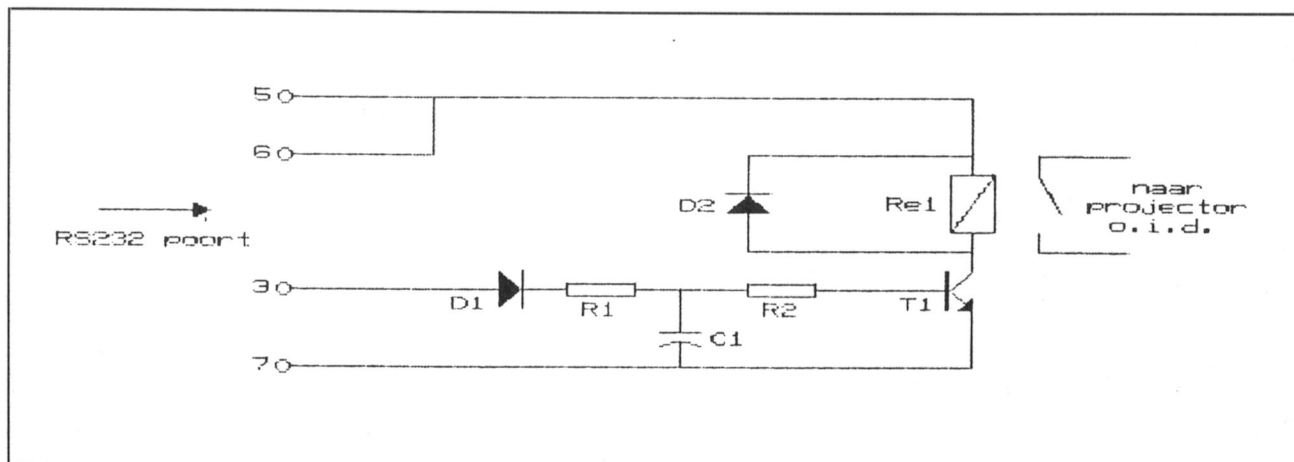 5
6
D2
Re1
naar
projector
o.i.d.
RS232 poort
3
D1
R1
R2
T1
C1
7